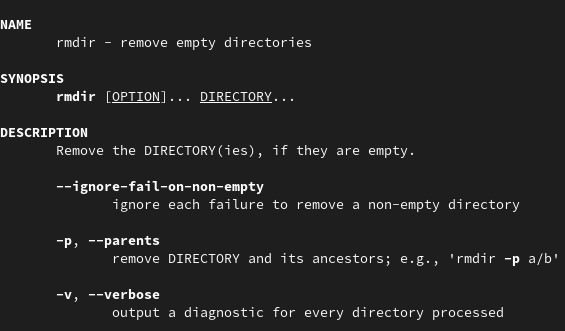 NAME
rmdir - remove empty directories
SYNOPSIS
rmdir [OPTION]... DIRECTORY...
DESCRIPTION
Remove the DIRECTORY(ies), if they are empty.
--ignore-fail-on-non-empty
ignore each failure to remove a non-empty directory
-p, --parents
remove DIRECTORY and its ancestors; e.g., 'rmdir -p a/b'
-v, --verbose
output a diagnostic for every directory processed